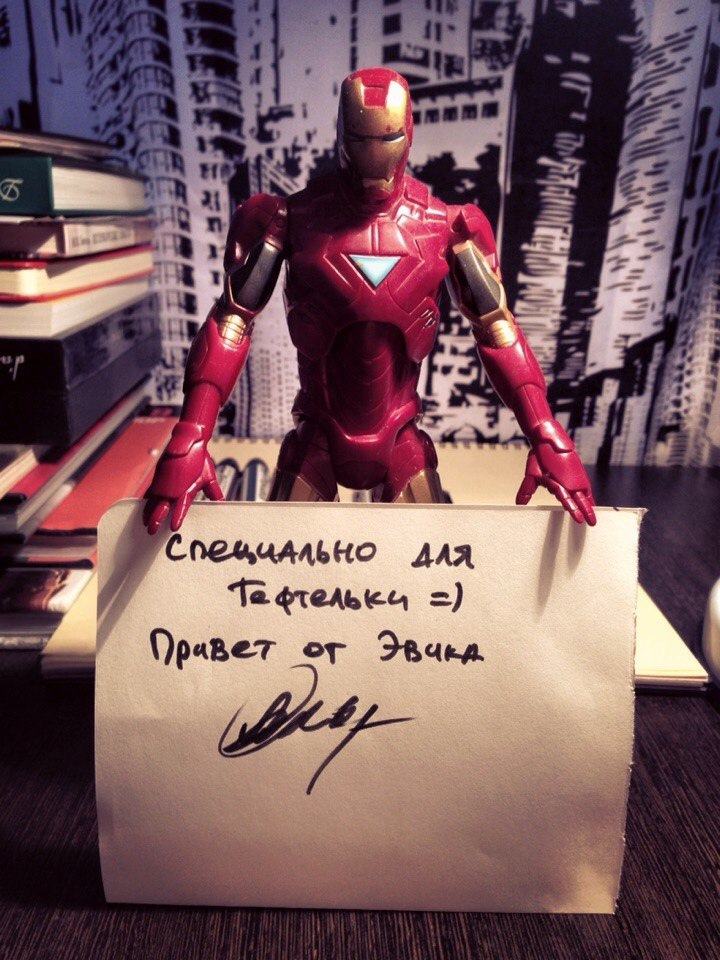 Специально для
Тефтельки =)
Привет от Эвика